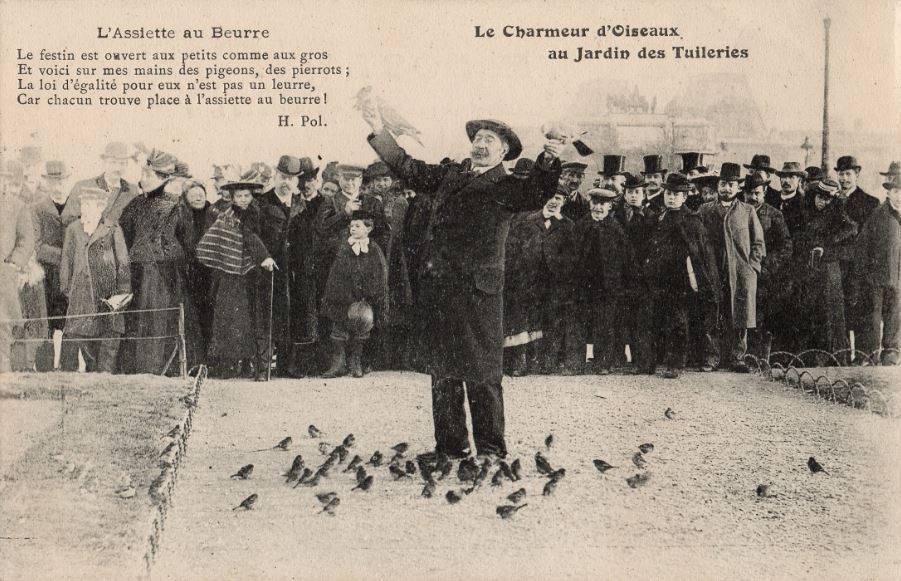 L'Assiette au Beurre
Le festin est ouvert aux petits comme aux gros
Et voici sur mes mains des pigeons, des pierrots ;
La loi d'égalité pour eux n'est pas un leurre,
Car chacun trouve place à l'assiette au beurre !
H. Pol.
Le Charmeur d'Oiseaux
au Jardin des Tuileries